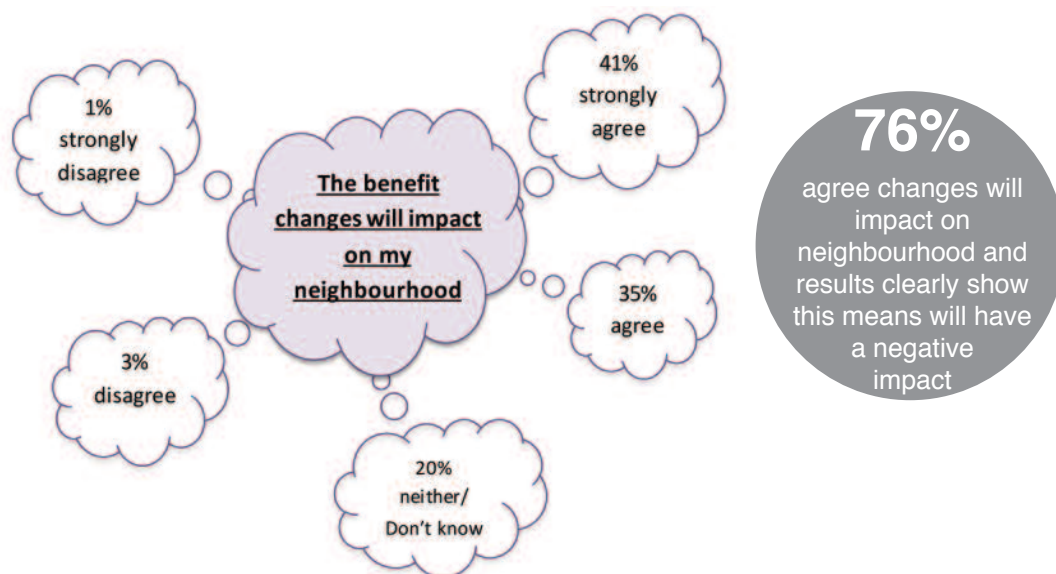 1%
strongly
disagree
41%
strongly
agree
The benefit
changes will impact
on my
neighbourhood
35%
agree
3%
disagree
20%
neither/
Don't know
76%
agree changes will
impact on
neighbourhood and
results clearly show
this means will have
a negative
impact